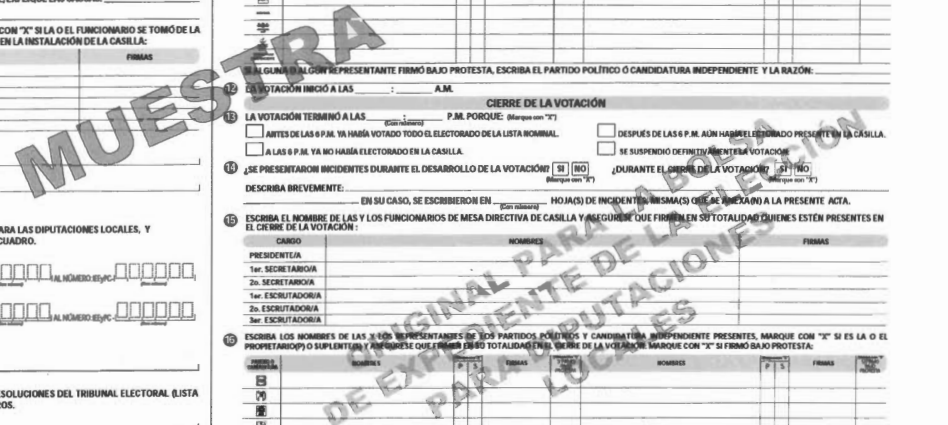 CON "X" SI LA O EL FUNCIONARIO SE TOMÓ DE LA
EN LA INSTALACIÓN DE LA CASILLA:
FIRMAS
ARA LAS DIPUTACIONES LOCALES, Y
CUADRO.
AL NÚMERO IEEyPC-
AL NÚMERO IEEyPC-
ESOLUCIONES DEL TRIBUNAL ELECTORAL (LISTA
ROS.
MUESTRA
SI ALGUNA O ALGÚN REPRESENTANTE FIRMÓ BAJO PROTESTA, ESCRIBA EL PARTIDO POLÍTICO Ó CANDIDATURA INDEPENDIENTE Y LA RAZÓN:
12 LA VOTACIÓN INICIÓ A LAS ____ : ____ A.M.
CIERRE DE LA VOTACIÓN
13 LA VOTACIÓN TERMINÓ A LAS ____ : ____ P.M. PORQUE: (Marque con "X")
(Con número)
ANTES DE LAS 6 P.M. YA HABÍA VOTADO TODO EL ELECTORADO DE LA LISTA NOMINAL.
DESPUÉS DE LAS 6 P.M. AÚN HABÍA ELECTORADO PRESENTE EN LA CASILLA.
A LAS 6 P.M. YA NO HABÍA ELECTORADO EN LA CASILLA.
SE SUSPENDIÓ DEFINITIVAMENTE LA VOTACIÓN.
14 ¿SE PRESENTARON INCIDENTES DURANTE EL DESARROLLO DE LA VOTACIÓN? SI NO ¿DURANTE EL CIERRE DE LA VOTACIÓN? SI NO
(Marque con "X") (Marque con "X")
DESCRIBA BREVEMENTE:
EN SU CASO, SE ESCRIBIERON EN ____ HOJA(S) DE INCIDENTES, MISMA(S) QUE SE ANEXA(N) A LA PRESENTE ACTA.
(Con número)
15 ESCRIBA EL NOMBRE DE LAS Y LOS FUNCIONARIOS DE MESA DIRECTIVA DE CASILLA Y ASEGÚRESE QUE FIRMEN EN SU TOTALIDAD QUIENES ESTÉN PRESENTES EN
EL CIERRE DE LA VOTACIÓN :
CARGO NOMBRES FIRMAS
PRESIDENTE/A
1er. SECRETARIO/A
2o. SECRETARIO/A
1er. ESCRUTADOR/A
2o. ESCRUTADOR/A
3er. ESCRUTADOR/A
16 ESCRIBA LOS NOMBRES DE LAS Y LOS REPRESENTANTES DE LOS PARTIDOS POLÍTICOS Y CANDIDATURA INDEPENDIENTE PRESENTES, MARQUE CON "X" SI ES LA O EL
PROPIETARIO(P) O SUPLENTE(S) Y ASEGÚRESE QUE FIRMEN EN SU TOTALIDAD EN EL CIERRE DE LA VOTACIÓN MARQUE CON "X" SI FIRMÓ BAJO PROTESTA:
NOMBRES P S FIRMAS NOMBRES P S FIRMAS
ORIGINAL PARA LA BOLSA
DE EXPEDIENTE DE LA ELECCIÓN
PARA DIPUTACIONES
LOCALES